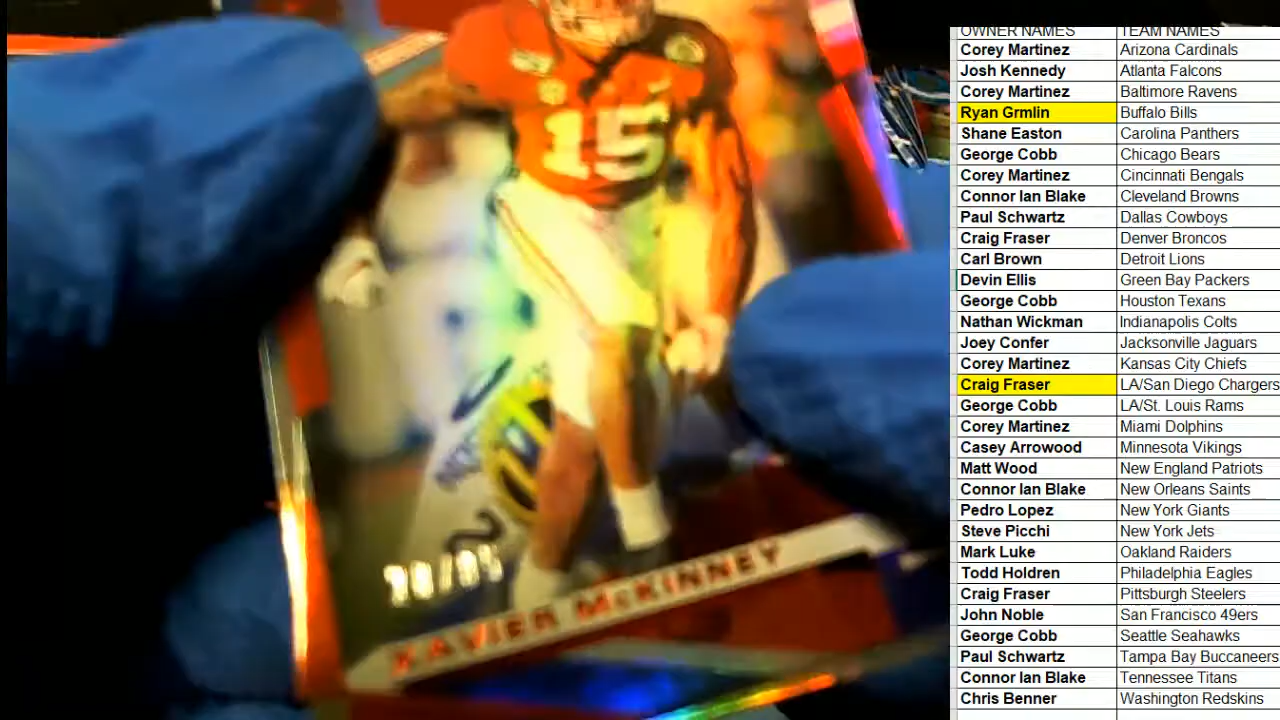 15
XAVIER McKINNEY
OWNER NAMES TEAM NAMES
Corey Martinez Arizona Cardinals
Josh Kennedy Atlanta Falcons
Corey Martinez Baltimore Ravens
Ryan Grmlin Buffalo Bills
Shane Easton Carolina Panthers
George Cobb Chicago Bears
Corey Martinez Cincinnati Bengals
Connor Ian Blake Cleveland Browns
Paul Schwartz Dallas Cowboys
Craig Fraser Denver Broncos
Carl Brown Detroit Lions
Devin Ellis Green Bay Packers
George Cobb Houston Texans
Nathan Wickman Indianapolis Colts
Joey Confer Jacksonville Jaguars
Corey Martinez Kansas City Chiefs
Craig Fraser LA/San Diego Chargers
George Cobb LA/St. Louis Rams
Corey Martinez Miami Dolphins
Casey Arrowood Minnesota Vikings
Matt Wood New England Patriots
Connor Ian Blake New Orleans Saints
Pedro Lopez New York Giants
Steve Picchi New York Jets
Mark Luke Oakland Raiders
Todd Holdren Philadelphia Eagles
Craig Fraser Pittsburgh Steelers
John Noble San Francisco 49ers
George Cobb Seattle Seahawks
Paul Schwartz Tampa Bay Buccaneers
Connor Ian Blake Tennessee Titans
Chris Benner Washington Redskins